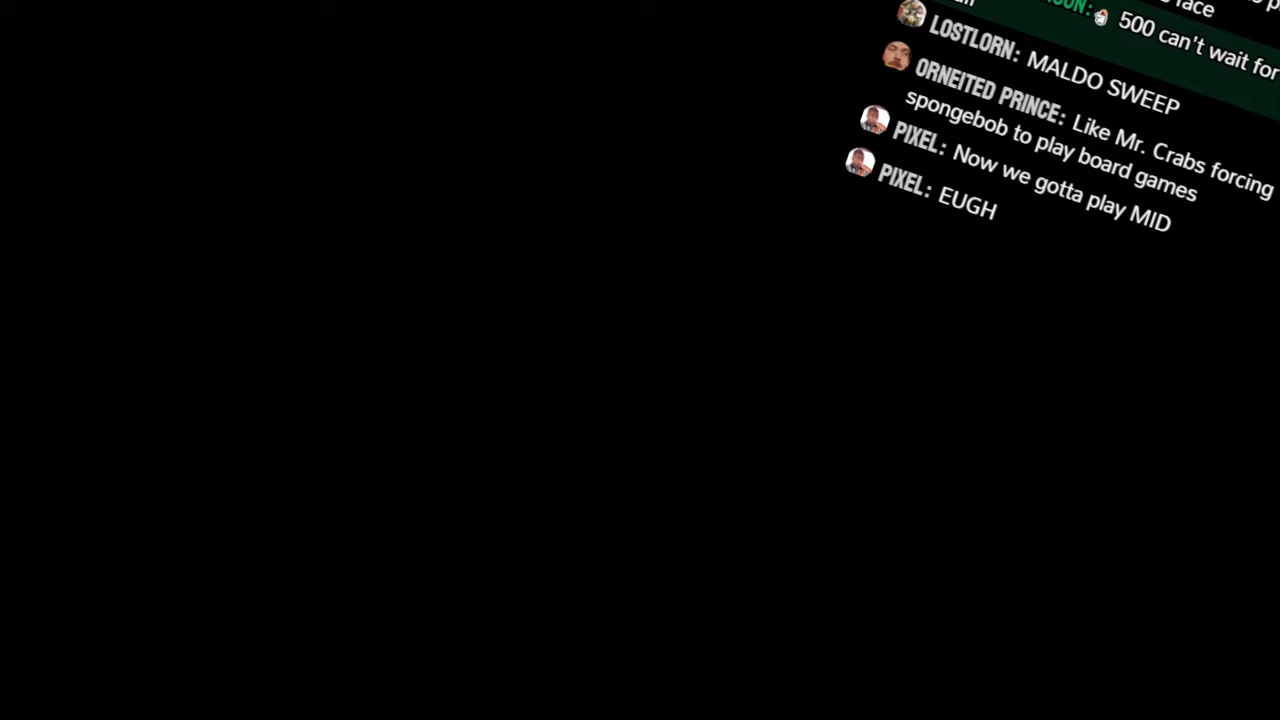 face
500 can't wait for
LOSTLORN: MALDO SWEEP
ORNEITED PRINCE: Like Mr. Crabs forcing
spongebob to play board games
PIXEL: Now we gotta play MID
PIXEL: EUGH